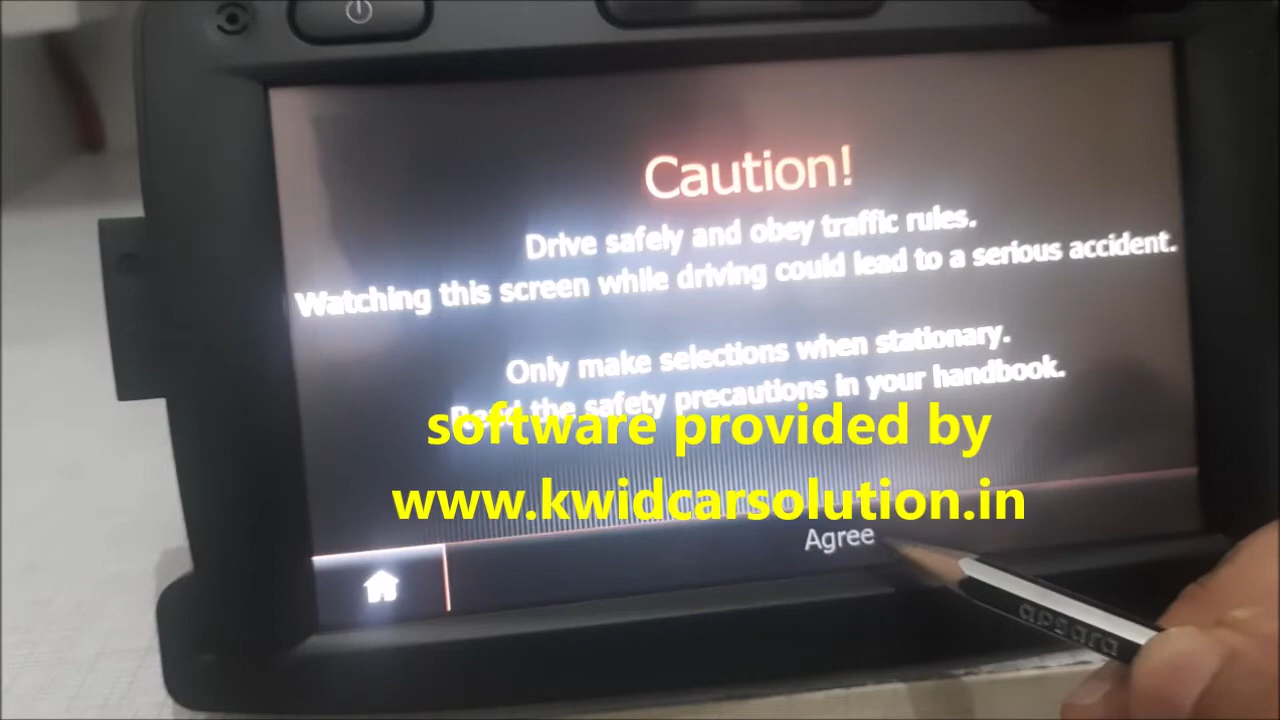 Caution!
Drive safely and obey traffic rules.
Watching this screen while driving could lead to a serious accident.
Only make selections when stationary.
Read the safety precautions in your handbook.
software provided by
www.kwidcarsolution.in
Agree
apsara